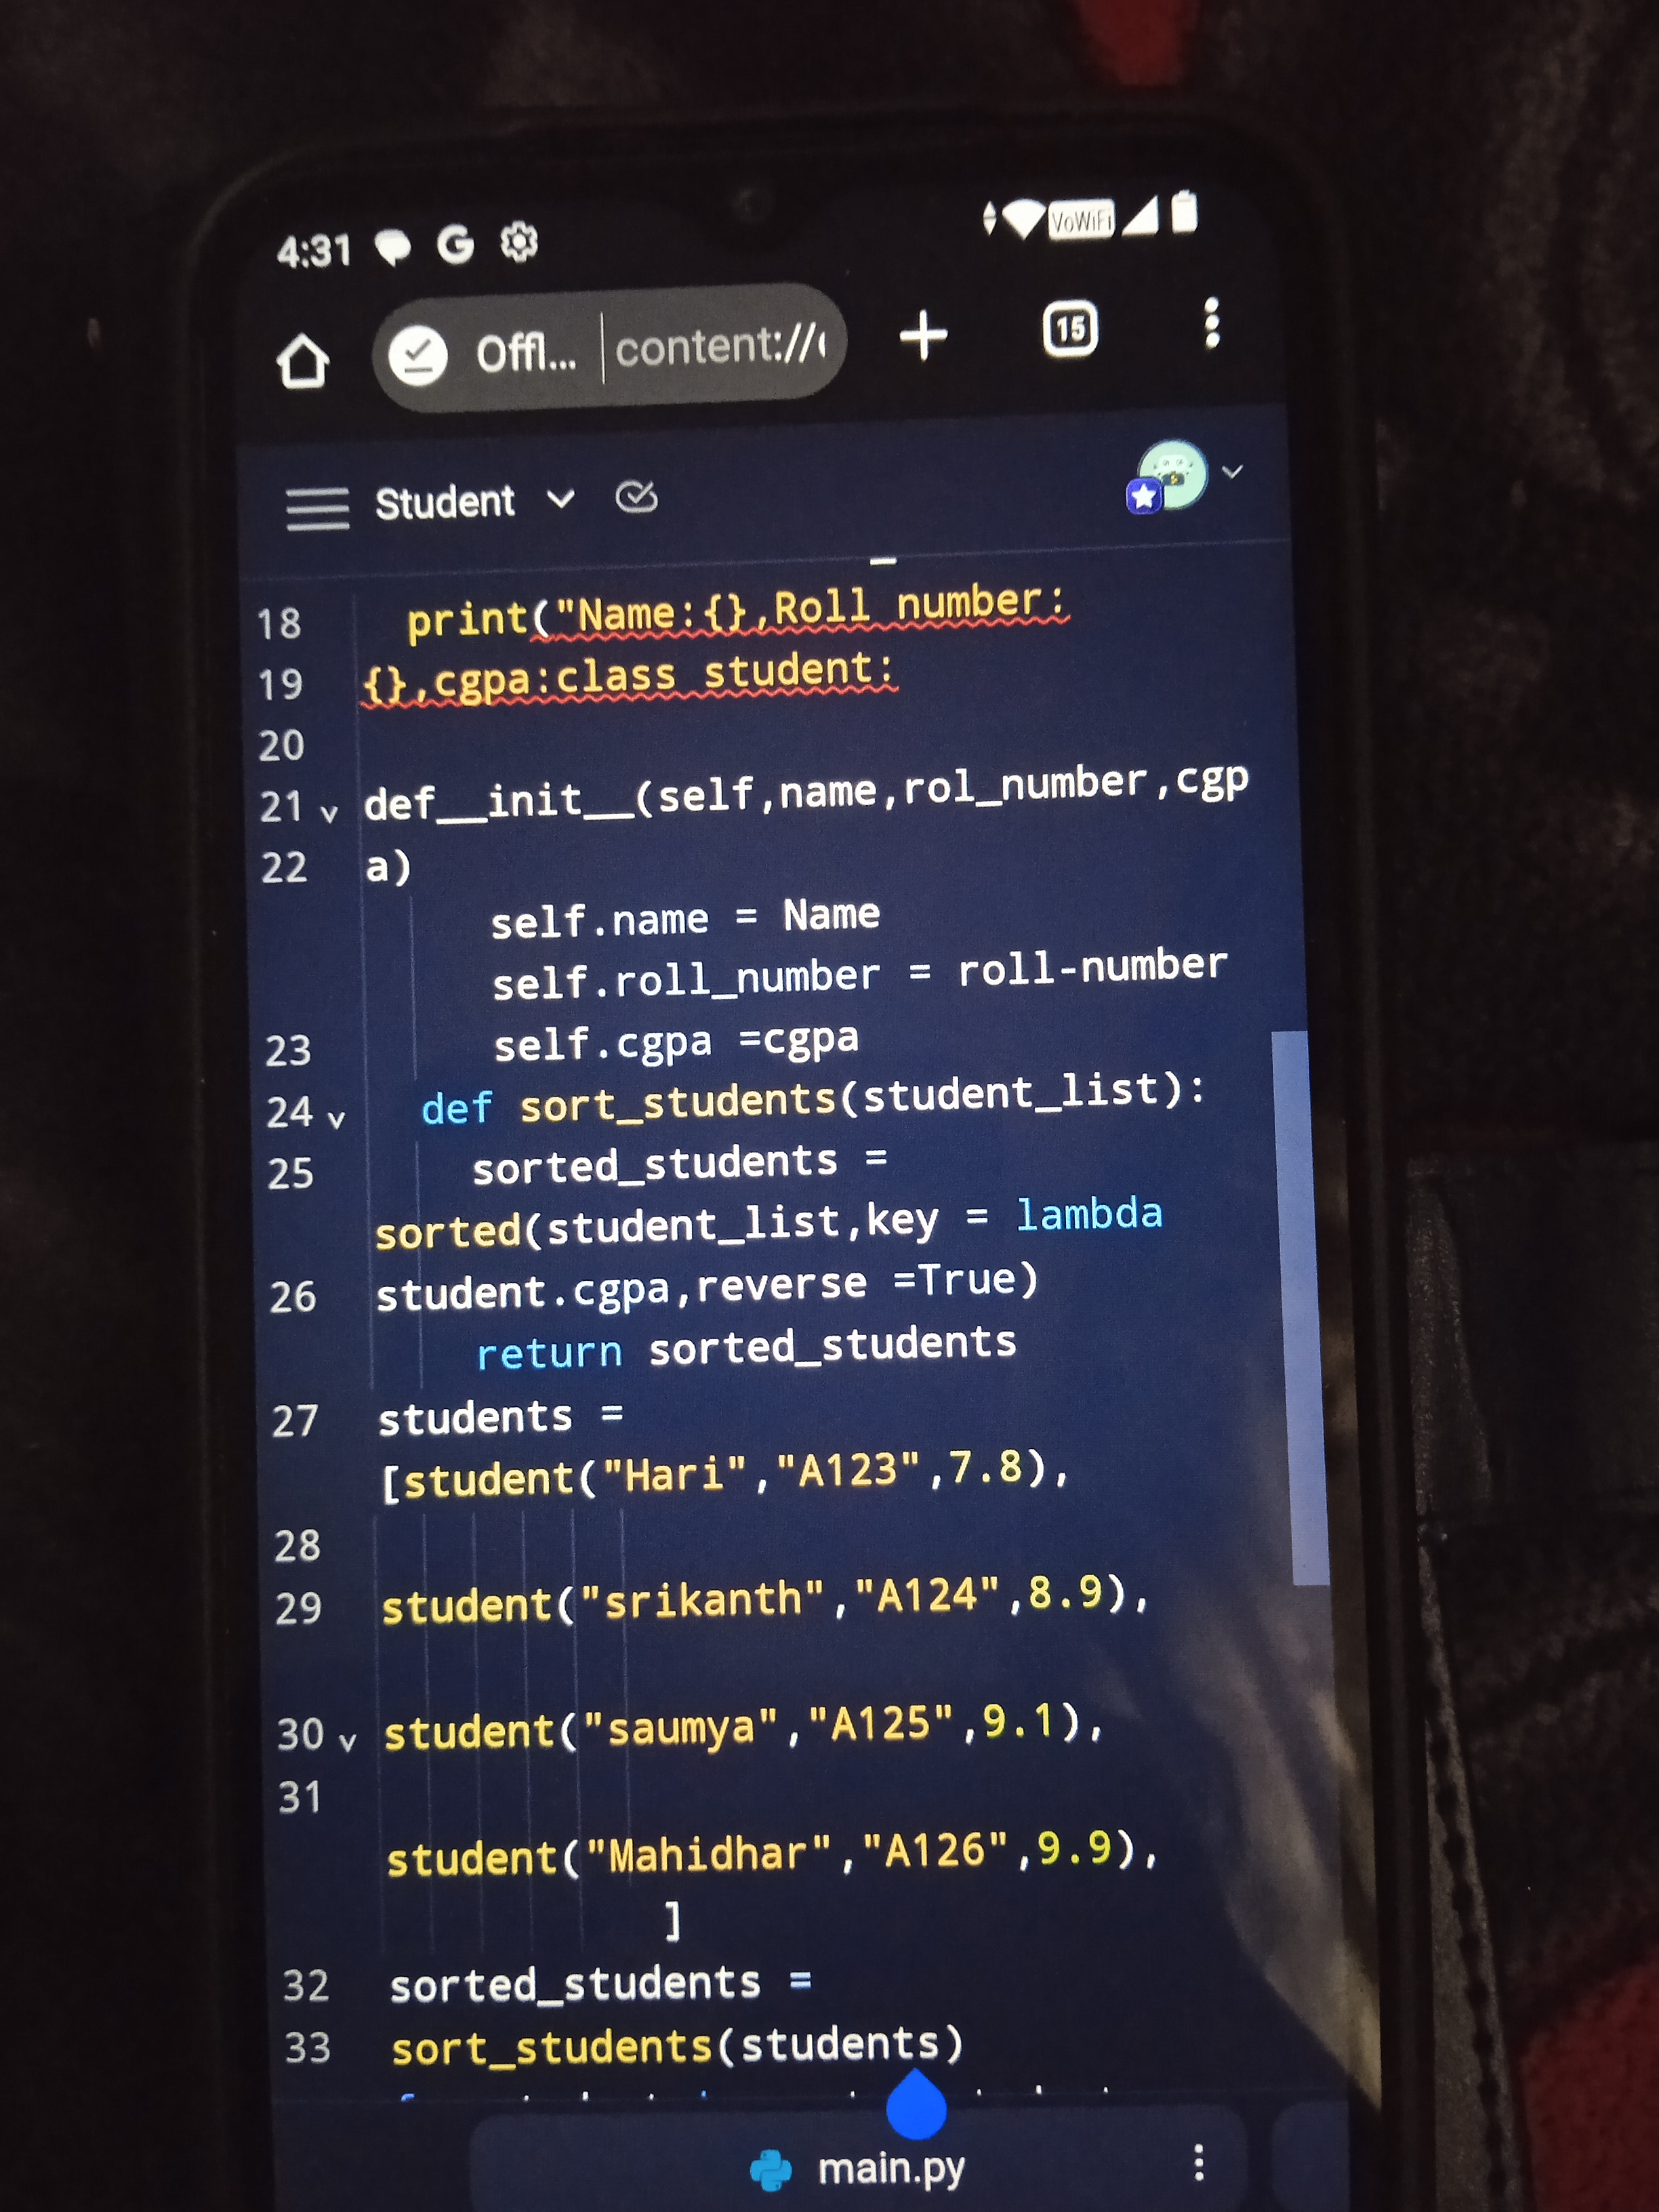 4:31 G VoWiFi
Offl... content:// 15
Student
18 print("Name:{},Roll number:
19 {},cgpa:class student:
20
21 def__init__(self,name,rol_number,cgp
22 a)
self.name = Name
self.roll_number = roll-number
23 self.cgpa =cgpa
24 def sort_students(student_list):
25 sorted_students =
sorted(student_list,key = lambda
26 student.cgpa,reverse =True)
return sorted_students
27 students =
[student("Hari","A123",7.8),
28
29 student("srikanth","A124",8.9),
30 student("saumya","A125",9.1),
31
student("Mahidhar","A126",9.9),
]
32 sorted_students =
33 sort_students(students)
main.py